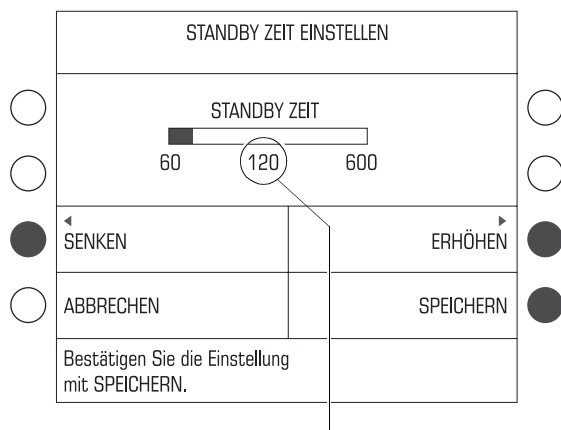 STANDBY ZEIT EINSTELLEN
STANDBY ZEIT
60 120 600
SENKEN ERHÖHEN
ABBRECHEN SPEICHERN
Bestätigen Sie die Einstellung
mit SPEICHERN.